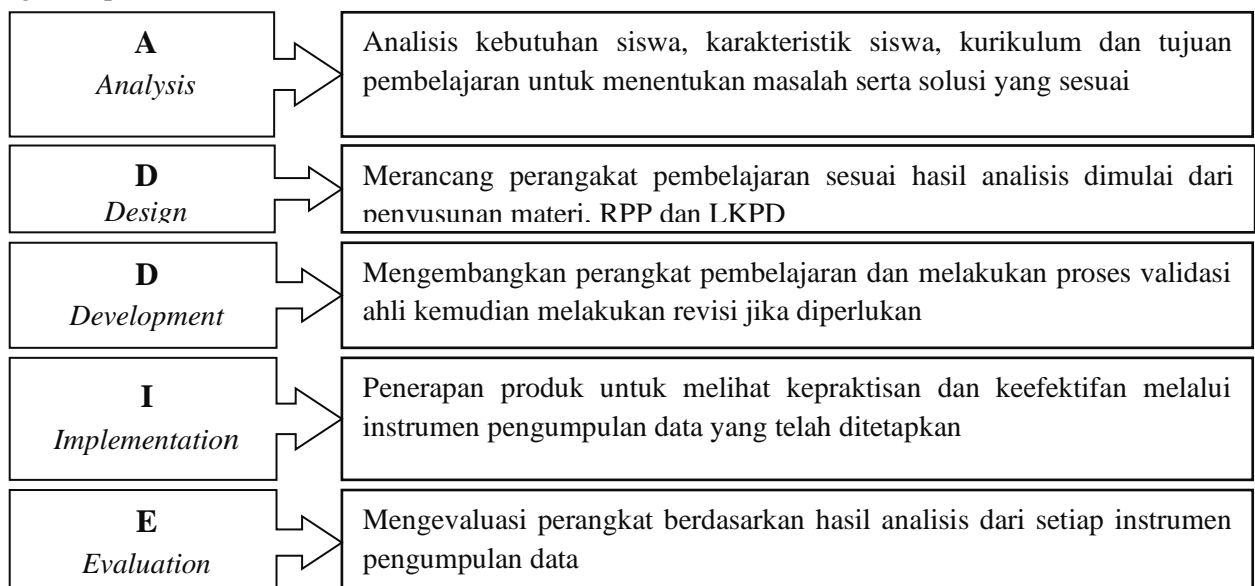 A
Analysis
Analisis kebutuhan siswa, karakteristik siswa, kurikulum dan tujuan
pembelajaran untuk menentukan masalah serta solusi yang sesuai
D
Design
Merancang perangakat pembelajaran sesuai hasil analisis dimulai dari
penyusunan materi, RPP dan LKPD
D
Development
Mengembangkan perangkat pembelajaran dan melakukan proses validasi
ahli kemudian melakukan revisi jika diperlukan
I
Implementation
Penerapan produk untuk melihat kepraktisan dan keefektifan melalui
instrumen pengumpulan data yang telah ditetapkan
E
Evaluation
Mengevaluasi perangkat berdasarkan hasil analisis dari setiap instrumen
pengumpulan data